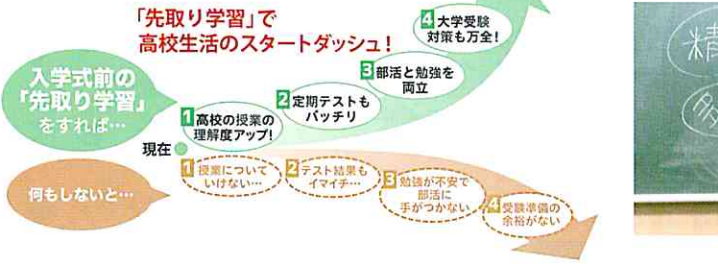 「先取り学習」で
高校生活のスタートダッシュ!
入学式前の
「先取り学習」
をすれば…
現在
1 高校の授業の
理解度アップ!
2 定期テストも
バッチリ
3 部活と勉強を
両立
4 大学受験
対策も万全!
何もしないと…
1 授業について
いけない…
2 テスト結果も
イマイチ…
3 勉強が不安で
部活に
手がつかない
4 受験準備の
余裕がない
精